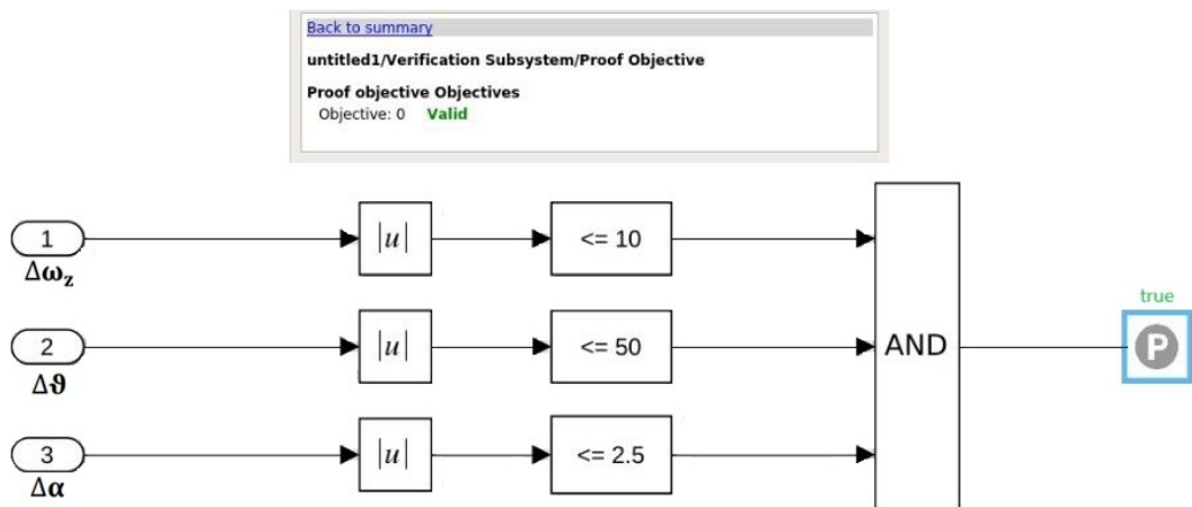 Back to summary
untitled1/Verification Subsystem/Proof Objective
Proof objective Objectives
Objective: 0 Valid
1
|u|
<= 10
Δω_z
true
2
|u|
<= 50
AND
P
Δϑ
3
|u|
<= 2.5
Δα